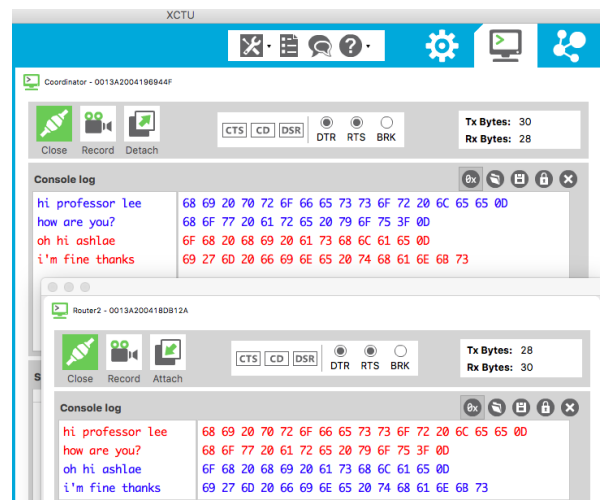 XCTU
Coordinator - 0013A2004196944F
Close Record Detach
CTS CD DSR DTR RTS BRK
Tx Bytes: 30
Rx Bytes: 28
Console log
hi professor lee 68 69 20 70 72 6F 66 65 73 73 6F 72 20 6C 65 65 0D
how are you? 68 6F 77 20 61 72 65 20 79 6F 75 3F 0D
oh hi ashlae 6F 68 20 68 69 20 61 73 68 6C 61 65 0D
i'm fine thanks 69 27 6D 20 66 69 6E 65 20 74 68 61 6E 6B 73
Router2 - 0013A200418DB12A
Close Record Attach
CTS CD DSR DTR RTS BRK
Tx Bytes: 28
Rx Bytes: 30
S
Console log
hi professor lee 68 69 20 70 72 6F 66 65 73 73 6F 72 20 6C 65 65 0D
how are you? 68 6F 77 20 61 72 65 20 79 6F 75 3F 0D
oh hi ashlae 6F 68 20 68 69 20 61 73 68 6C 61 65 0D
i'm fine thanks 69 27 6D 20 66 69 6E 65 20 74 68 61 6E 6B 73